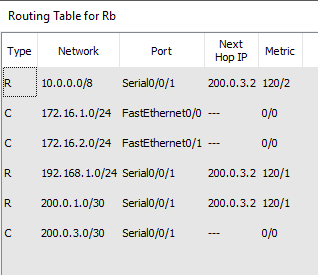 Routing Table for Rb
Type Network Port Next Hop IP Metric
R 10.0.0.0/8 Serial0/0/1 200.0.3.2 120/2
C 172.16.1.0/24 FastEthernet0/0 --- 0/0
C 172.16.2.0/24 FastEthernet0/1 --- 0/0
R 192.168.1.0/24 Serial0/0/1 200.0.3.2 120/1
R 200.0.1.0/30 Serial0/0/1 200.0.3.2 120/1
C 200.0.3.0/30 Serial0/0/1 --- 0/0